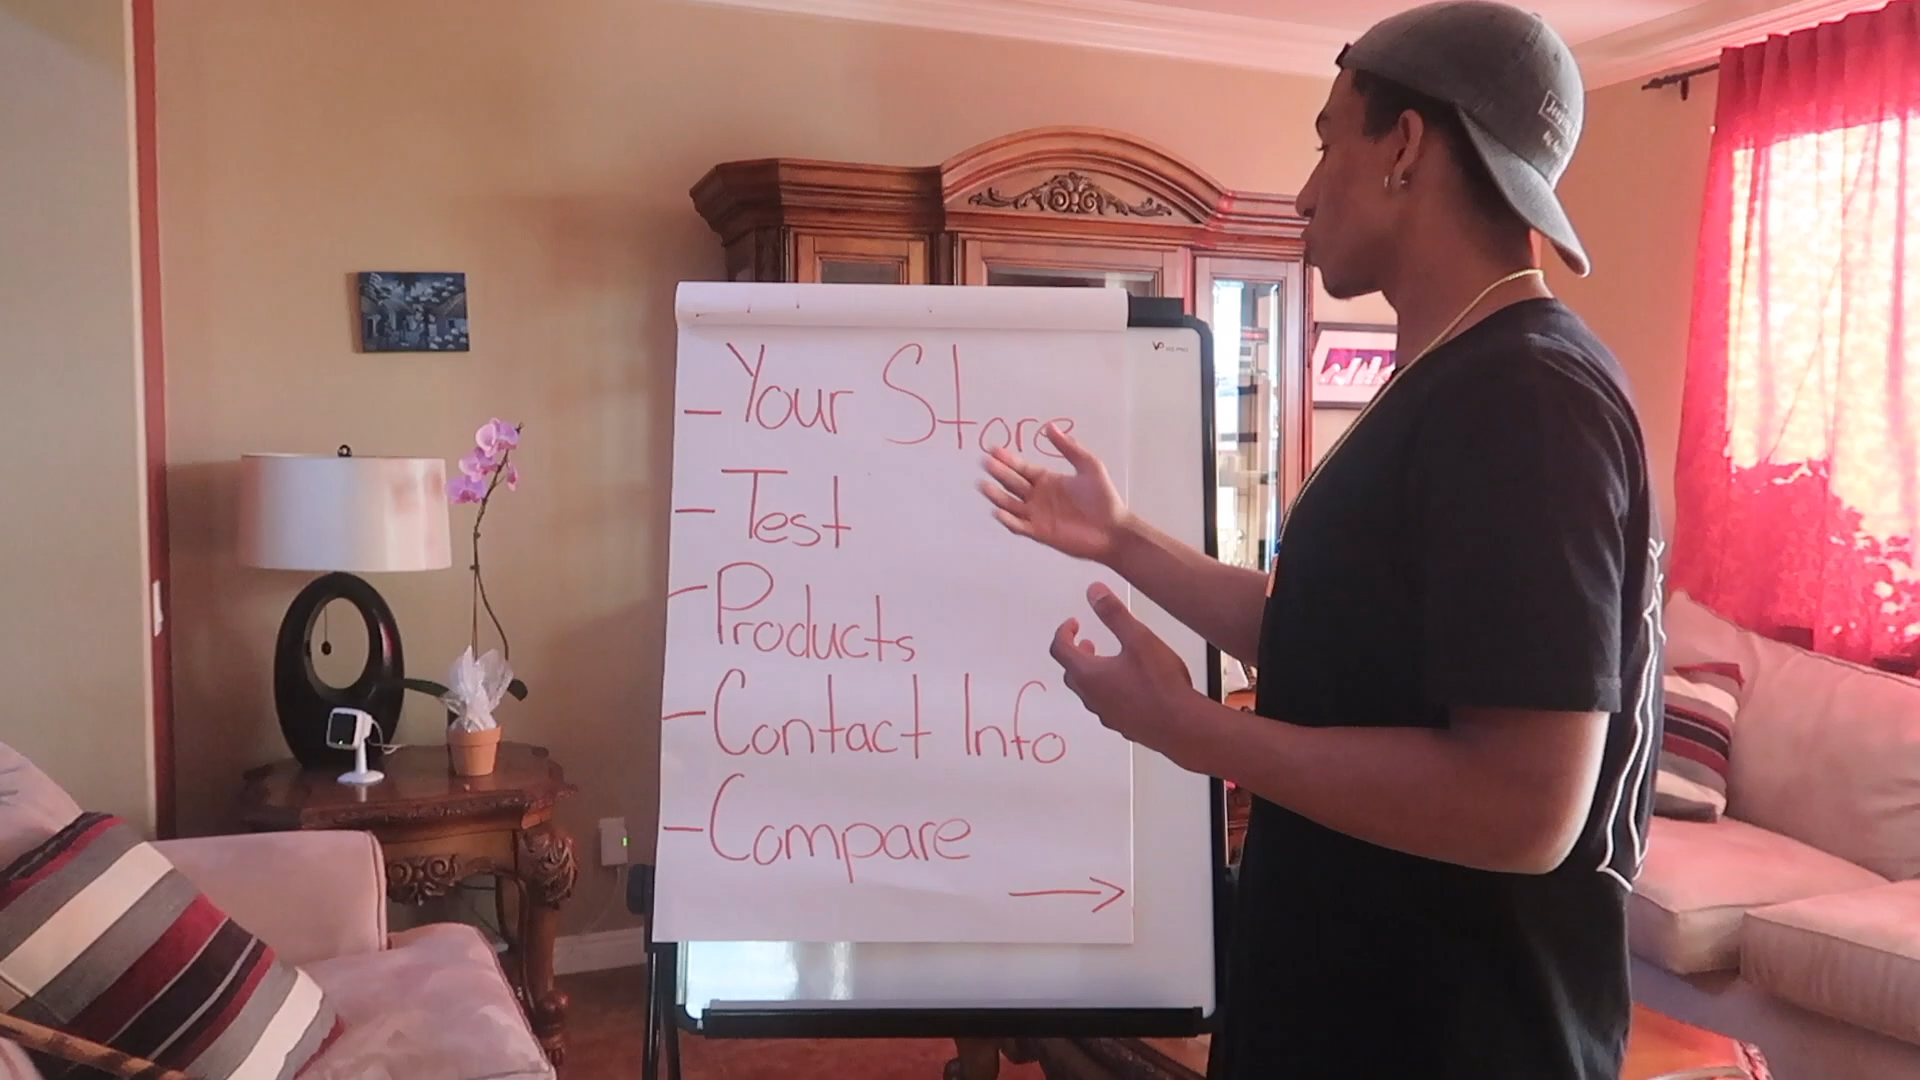 - Your Store
- Test
- Products
- Contact Info
- Compare